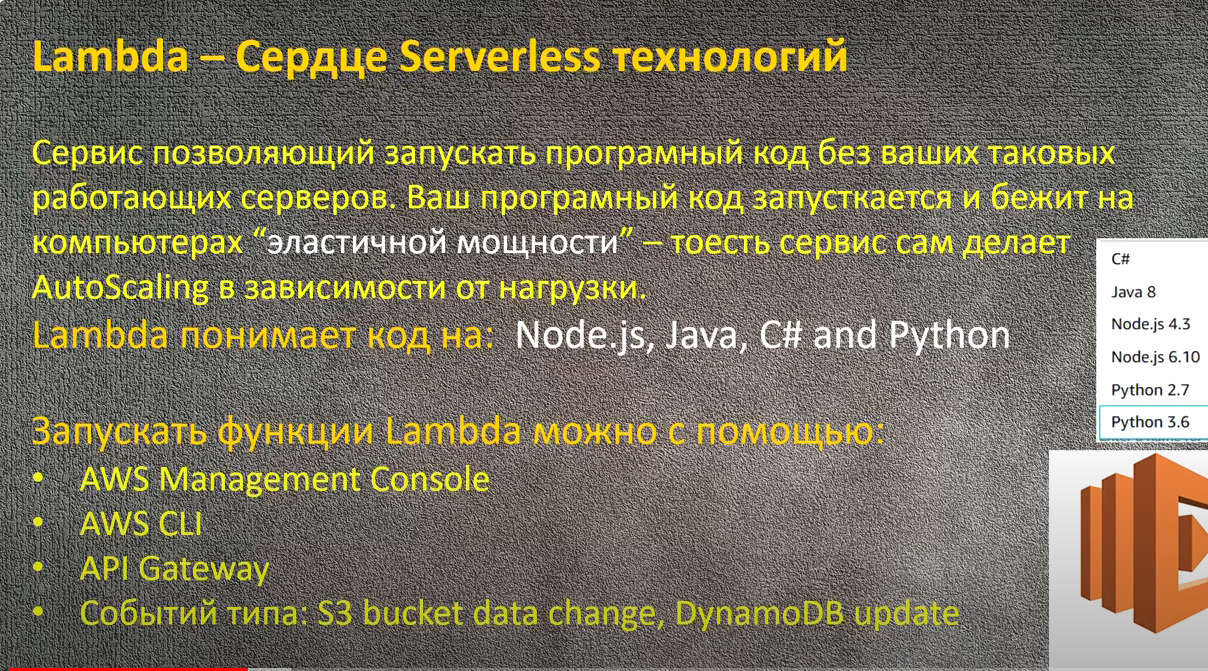 Lambda – Сердце Serverless технологий
Сервис позволяющий запускать програмный код без ваших таковых
работающих серверов. Ваш програмный код запусткается и бежит на
компьютерах “эластичной мощности” – тоесть сервис сам делает
AutoScaling в зависимости от нагрузки.
Lambda понимает код на: Node.js, Java, C# and Python
Запускать функции Lambda можно с помощью:
• AWS Management Console
• AWS CLI
• API Gateway
• Событий типа: S3 bucket data change, DynamoDB update
C#
Java 8
Node.js 4.3
Node.js 6.10
Python 2.7
Python 3.6